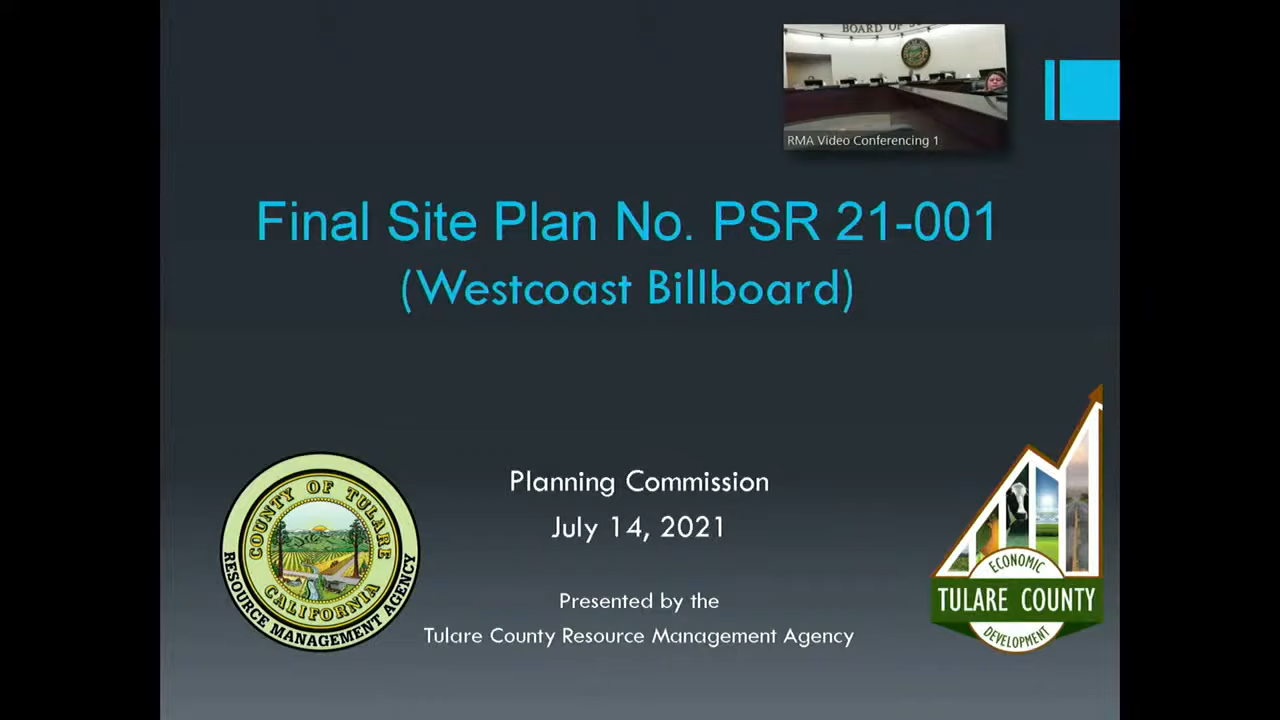 BOARD OF
RMA Video Conferencing 1
Final Site Plan No. PSR 21-001
(Westcoast Billboard)
Planning Commission
July 14, 2021
Presented by the
Tulare County Resource Management Agency
COUNTY OF TULARE
CALIFORNIA
RESOURCE MANAGEMENT AGENCY
ECONOMIC
TULARE COUNTY
DEVELOPMENT